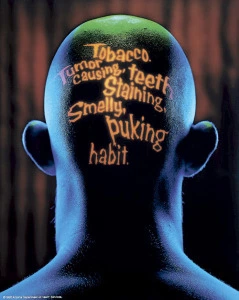 Tobacco.
Tumor
causing, teeth
staining,
smelly,
puking
habit.